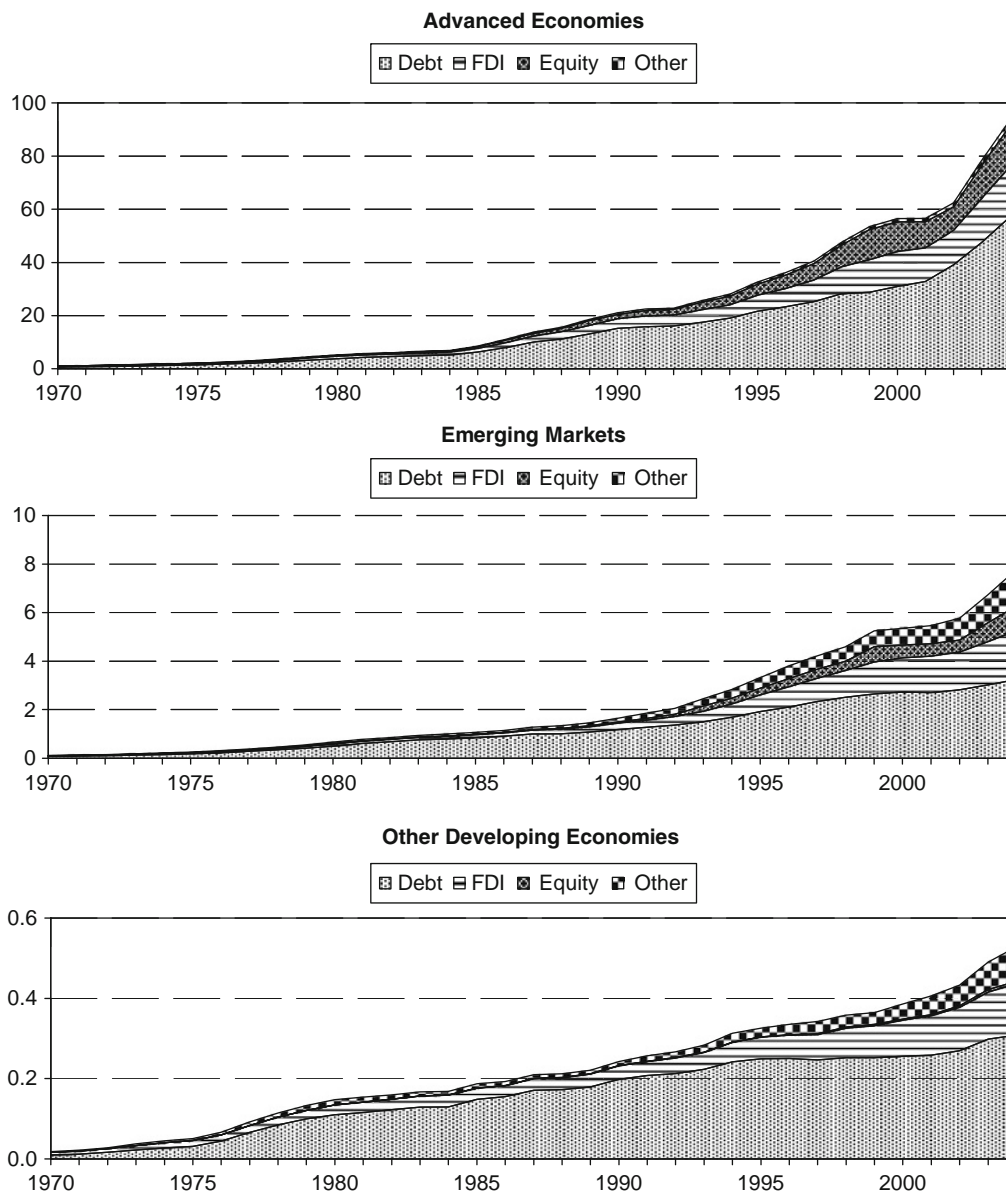 Advanced Economies
Debt FDI Equity Other
100
80
60
40
20
0
1970 1975 1980 1985 1990 1995 2000
Emerging Markets
Debt FDI Equity Other
10
8
6
4
2
0
1970 1975 1980 1985 1990 1995 2000
Other Developing Economies
Debt FDI Equity Other
0.6
0.4
0.2
0.0
1970 1975 1980 1985 1990 1995 2000